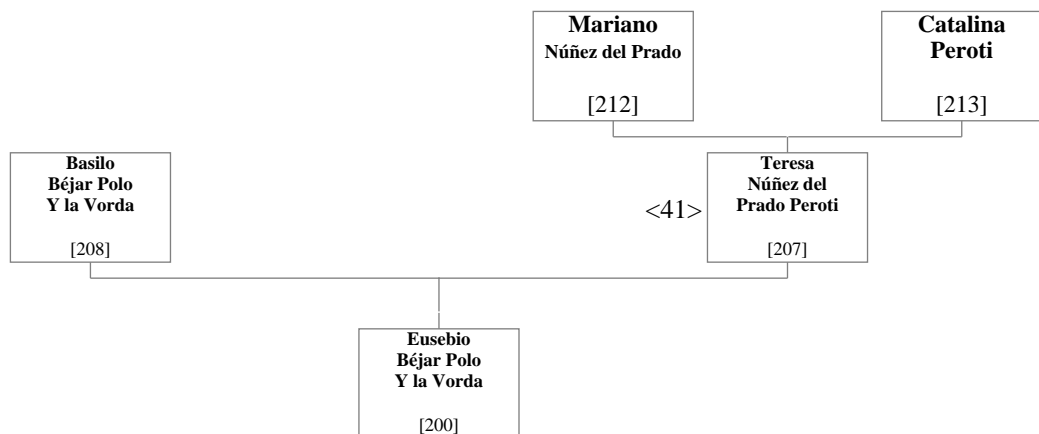 Mariano
Núñez del Prado
[212]
Catalina
Peroti
[213]
Basilo
Béjar Polo
Y la Vorda
[208]
<41>
Teresa
Núñez del
Prado Peroti
[207]
Eusebio
Béjar Polo
Y la Vorda
[200]